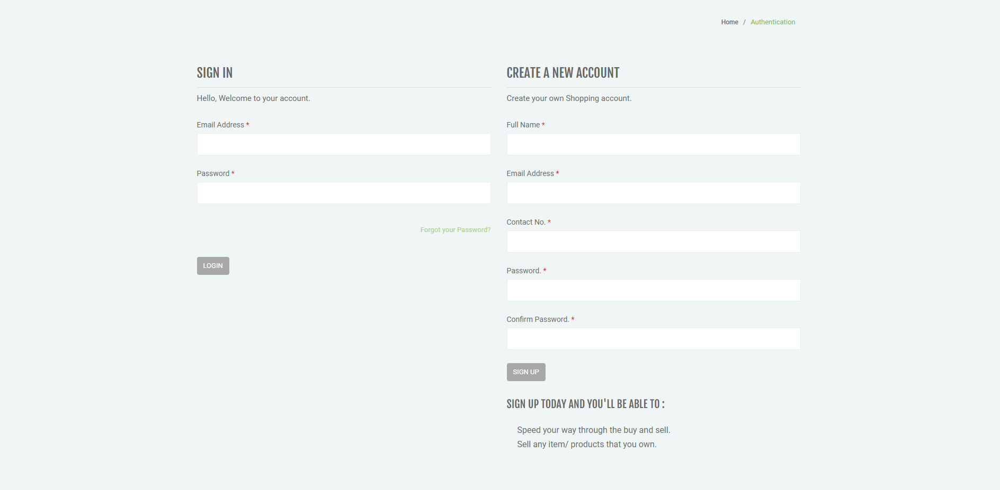 Home / Authentication
SIGN IN
Hello, Welcome to your account.
Email Address *
Password *
Forgot your Password?
LOGIN
CREATE A NEW ACCOUNT
Create your own Shopping account.
Full Name *
Email Address *
Contact No. *
Password. *
Confirm Password. *
SIGN UP
SIGN UP TODAY AND YOU'LL BE ABLE TO :
Speed your way through the buy and sell.
Sell any item/ products that you own.